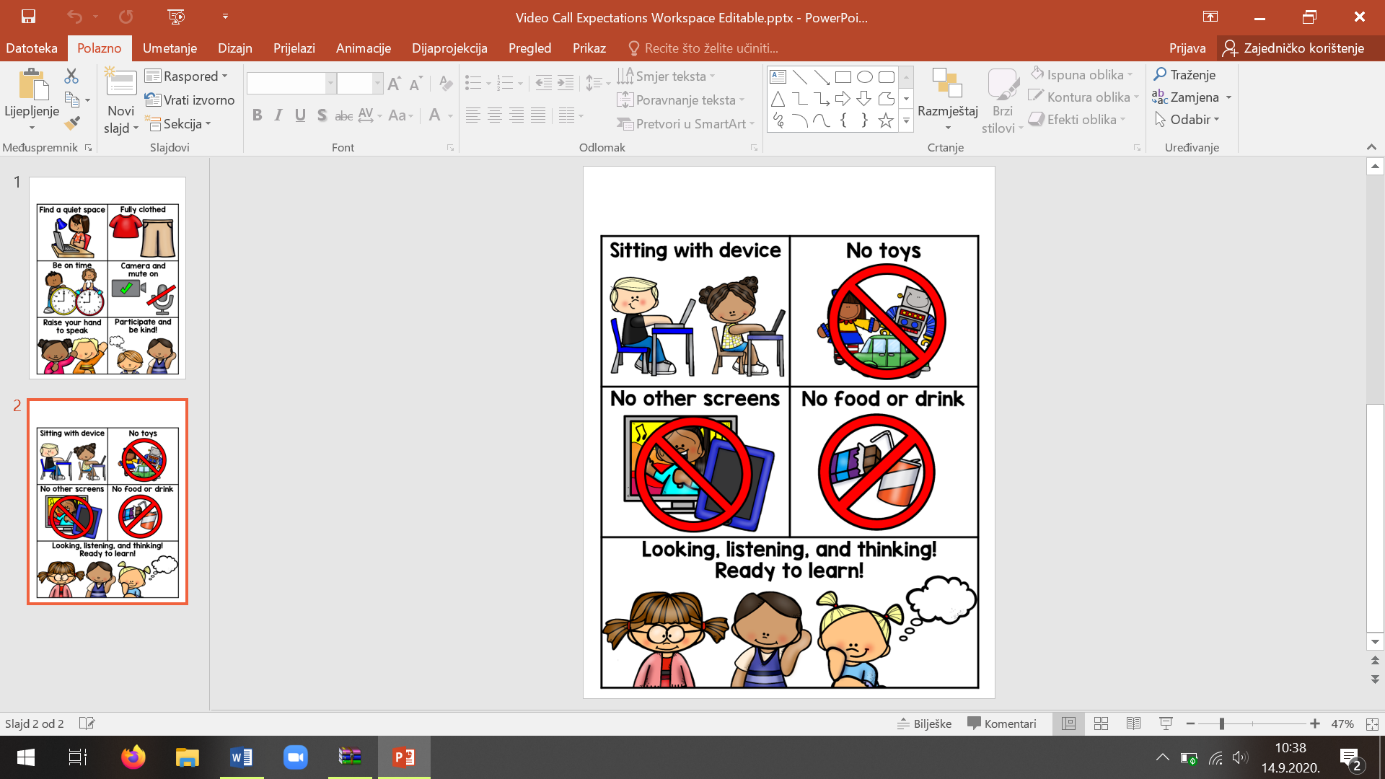 Video Call Expectations Workspace Editable.pptx - PowerPoi...
Datoteka Polazno Umetanje Dizajn Prijelazi Animacije Dijaprojekcija Pregled Prikaz Recite što želite učiniti... Prijava Zajedničko korištenje
Lijepljenje
Novi
slajd
Raspored
Vrati izvorno
Sekcija
B I U S abc AV Aa A
Smjer teksta
Poravnanje teksta
Pretvori u SmartArt
Razmještaj
Brzi
stilovi
Ispuna oblika
Kontura oblika
Efekti oblika
Traženje
Zamjena
Odabir
Međuspremnik Slajdovi Font Odlomak Crtanje Uređivanje
1
Find a quiet space
Fully clothed
Be on time
Camera and
mute on
Raise your hand
to speak
Participate and
be kind!
2
Sitting with device
No toys
No other screens
No food or drink
Looking, listening, and thinking!
Ready to learn!
Sitting with device
No toys
No other screens
No food or drink
Looking, listening, and thinking!
Ready to learn!
Slajd 2 od 2 Bilješke Komentari 47%
10:38
14.9.2020.
2